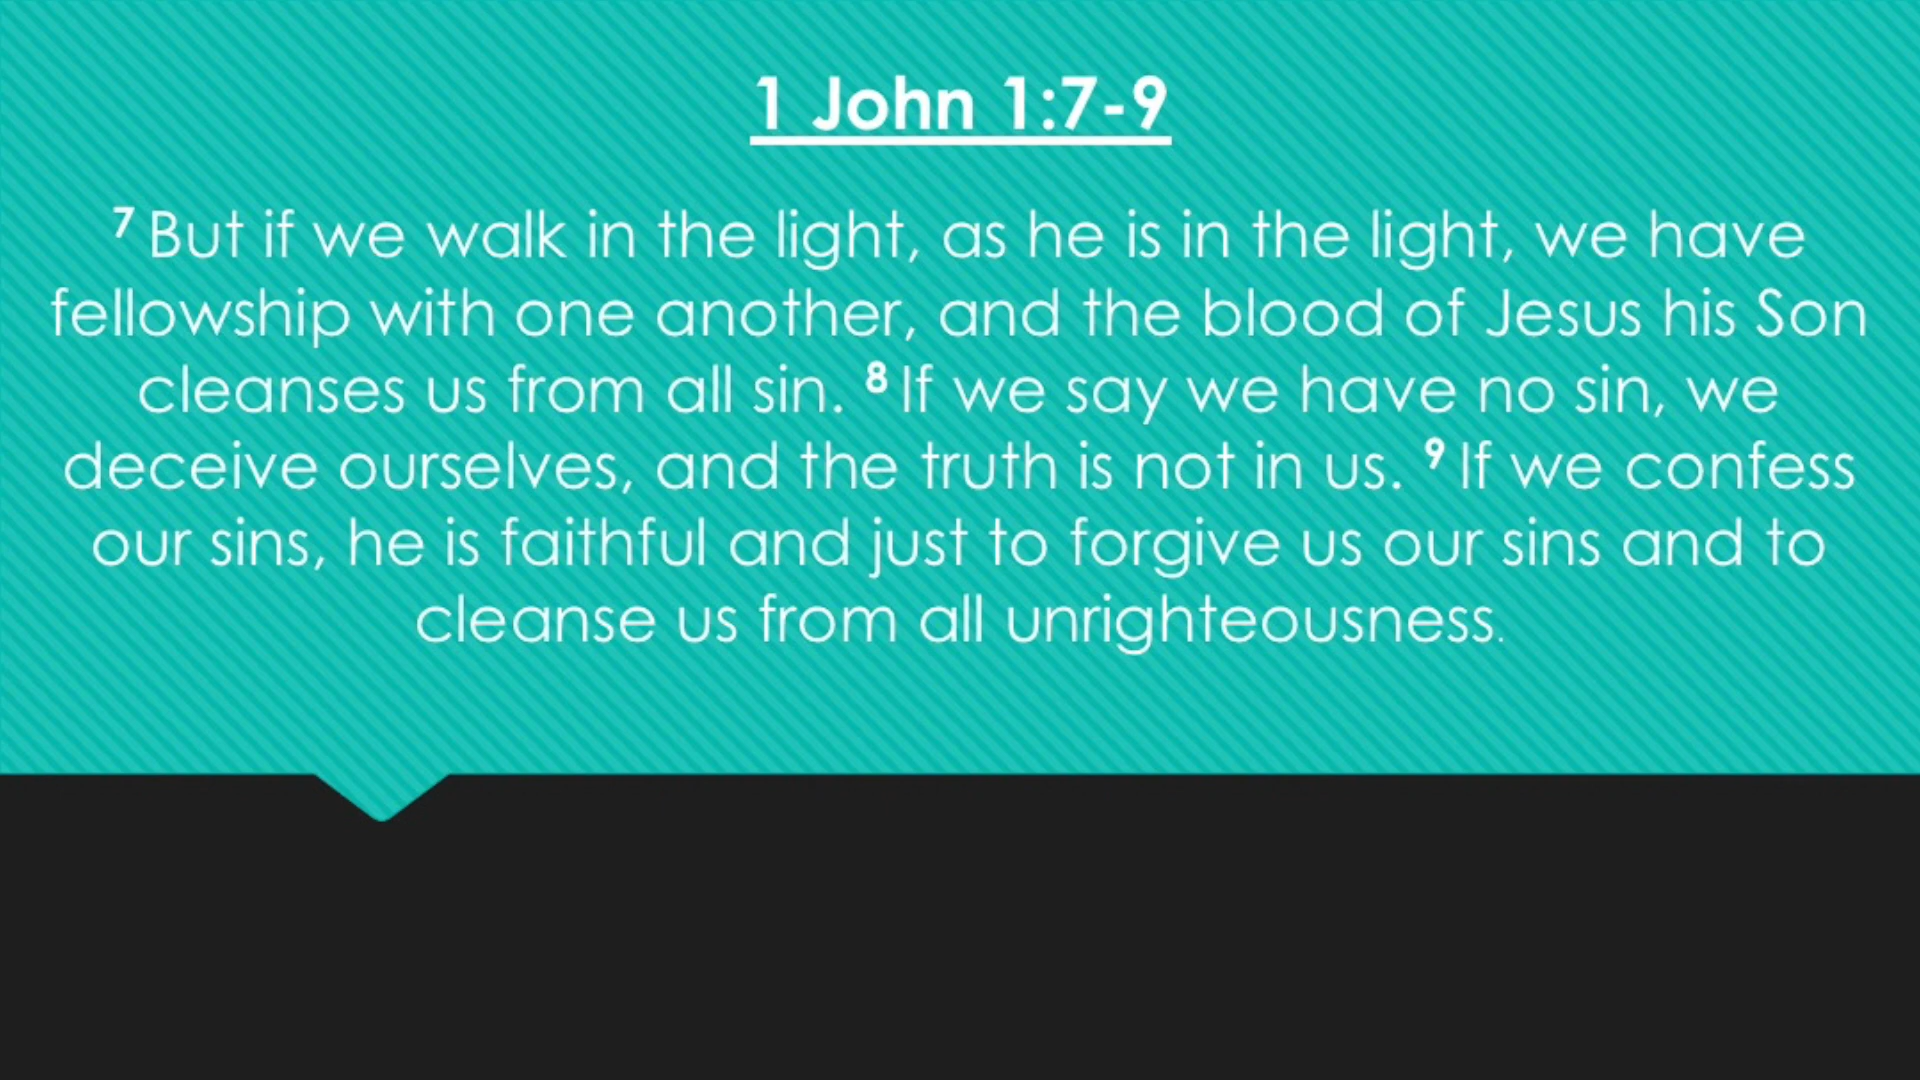 1 John 1:7-9
7 But if we walk in the light, as he is in the light, we have
fellowship with one another, and the blood of Jesus his Son
cleanses us from all sin. 8 If we say we have no sin, we
deceive ourselves, and the truth is not in us. 9 If we confess
our sins, he is faithful and just to forgive us our sins and to
cleanse us from all unrighteousness.